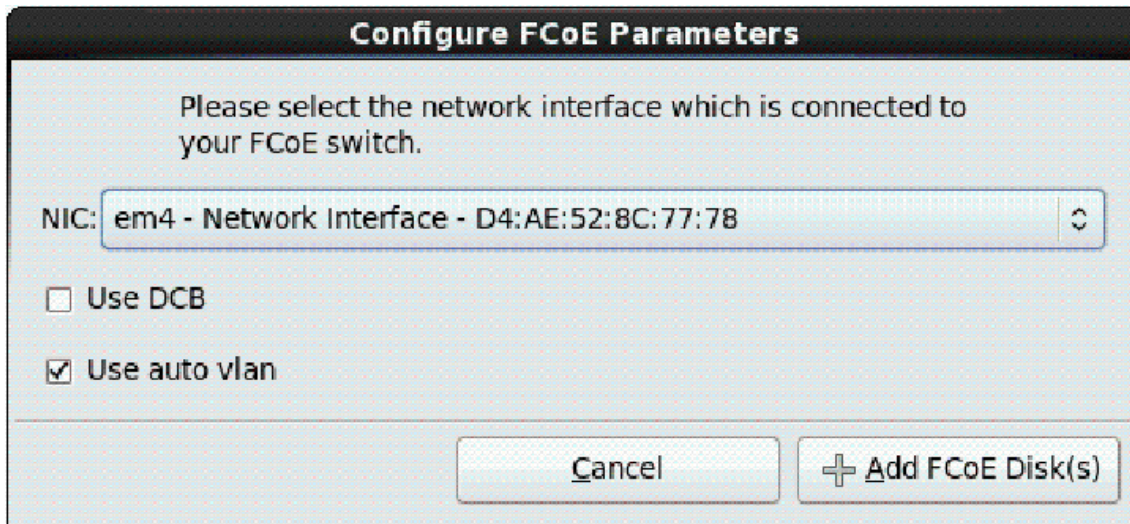 Configure FCoE Parameters
Please select the network interface which is connected to
your FCoE switch.
NIC: em4 - Network Interface - D4:AE:52:8C:77:78
Use DCB
Use auto vlan
Cancel
Add FCoE Disk(s)